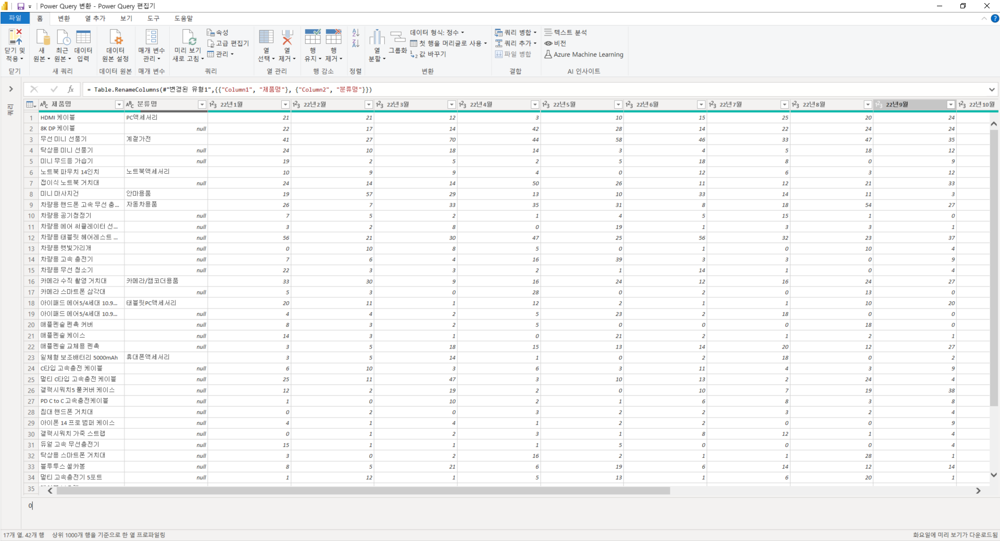 Power Query 변환 - Power Query 편집기
파일 홈 변환 열 추가 보기 도구 도움말
닫기 및 적용
닫기
새 원본
최근 원본
데이터 입력
새 쿼리
데이터 원본 설정
데이터 원본
매개 변수 관리
매개 변수
미리 보기 새로 고침
속성
고급 편집기
관리
쿼리
열 선택
열 제거
열 관리
행 유지
행 제거
행 감소
정렬
열 분할
그룹화
데이터 형식: 정수
첫 행을 머리글로 사용
값 바꾸기
변환
쿼리 병합
쿼리 추가
파일 병합
결합
텍스트 분석
비전
Azure Machine Learning
AI 인사이트
쿼리
fx = Table.RenameColumns(#"변경된 유형1",{{"Column1", "제품명"}, {"Column2", "분류명"}})
제품명 분류명 22년1월 22년2월 22년3월 22년4월 22년5월 22년6월 22년7월 22년8월 22년9월 22년10월
1 HDMI 케이블 PC액세서리 21 21 12 3 10 15 25 20 24
2 8K DP 케이블 null 22 17 14 42 28 14 22 24 24
3 무선 미니 선풍기 계절가전 41 27 70 44 58 46 33 47 35
4 탁상용 미니 선풍기 null 24 10 18 14 3 4 5 18 12
5 미니 무드등 가습기 null 19 2 5 2 5 18 8 0 9
6 노트북 파우치 14인치 노트북액세서리 10 9 9 4 0 12 6 3 12
7 접이식 노트북 거치대 null 24 14 14 50 26 11 12 21 33
8 미니 마사지건 안마용품 19 57 29 13 10 33 14 11 3
9 차량용 핸드폰 고속 무선 충... 자동차용품 26 7 33 35 31 8 18 54 27
10 차량용 공기청정기 null 7 5 2 1 4 5 15 1 0
11 차량용 에어 써큘레이터 선... null 3 2 8 0 19 1 3 3 1
12 차량용 태블릿 헤어레스트 ... null 56 21 30 47 25 56 32 23 37
13 차량용 햇빛가리개 null 0 10 8 5 0 1 0 10 4
14 차량용 고속 충전기 null 7 6 4 16 39 3 3 0 9
15 차량용 무선 청소기 null 22 3 3 2 1 14 1 0 4
16 카메라 수직 촬영 거치대 카메라/캠코더용품 33 30 9 16 24 12 16 24 27
17 카메라 스마트폰 삼각대 null 5 3 0 28 0 2 0 13 0
18 아이패드 에어5/4세대 10.9... 태블릿PC액세서리 20 11 1 12 2 1 1 10 20
19 아이패드 에어5/4세대 10.9... null 4 4 2 5 23 2 18 0 0
20 애플펜슬 펜촉 커버 null 8 3 2 5 0 0 0 18 0
21 애플펜슬 케이스 null 14 3 1 0 21 2 1 2 1
22 애플펜슬 교체용 펜촉 null 3 5 18 15 13 14 20 12 27
23 일체형 보조배터리 5000mAh 휴대폰액세서리 3 5 14 1 0 2 18 0 2
24 C타입 고속충전 케이블 null 6 10 3 6 3 11 4 3 9
25 멀티 C타입 고속충전 케이블 null 25 11 47 3 10 13 2 24 4
26 갤럭시워치5 풀커버 케이스 null 12 2 19 2 0 10 7 19 38
27 PD C to C 고속충전케이블 null 1 0 10 2 1 6 8 3 8
28 침대 핸드폰 거치대 null 0 2 0 3 2 2 3 2 4
29 아이폰 14 프로 범퍼 케이스 null 4 1 4 1 2 2 0 0 9
30 갤럭시워치 가죽 스트랩 null 0 1 2 3 1 8 12 1 4
31 듀얼 고속 무선충전기 null 15 1 1 1 5 0 0 0 4
32 탁상용 스마트폰 거치대 null 3 0 2 16 2 1 1 28 1
33 블루투스 셀카봉 null 8 5 21 6 19 6 14 12 14
34 멀티 고속충전기 5포트 null 1 12 1 5 13 1 6 20 1
35
0
17개 열, 42개 행 상위 1000개 행을 기준으로 한 열 프로파일링 화요일에 미리 보기가 다운로드됨